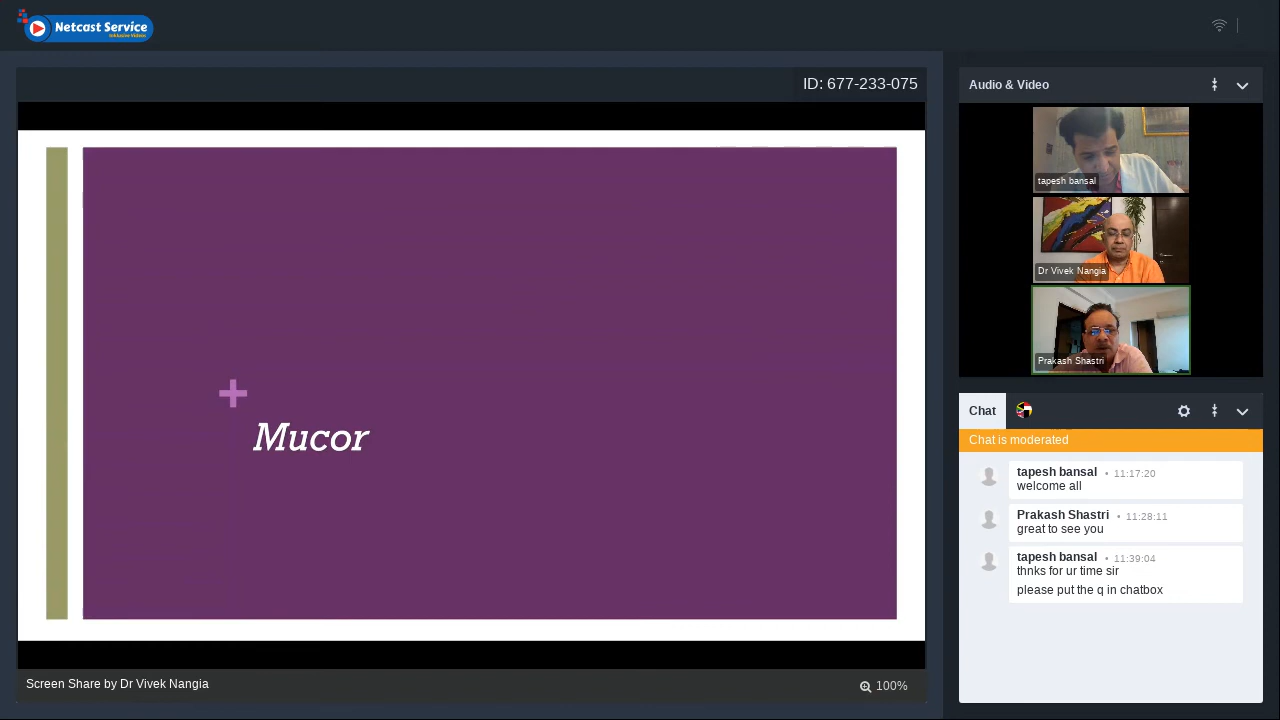 Netcast Service
ID: 677-233-075
Mucor
Screen Share by Dr Vivek Nangia
100%
Audio & Video
tapesh bansal
Dr Vivek Nangia
Prakash Shastri
Chat
Chat is moderated
tapesh bansal • 11:17:20
welcome all
Prakash Shastri • 11:28:11
great to see you
tapesh bansal • 11:39:04
thnks for ur time sir
please put the q in chatbox